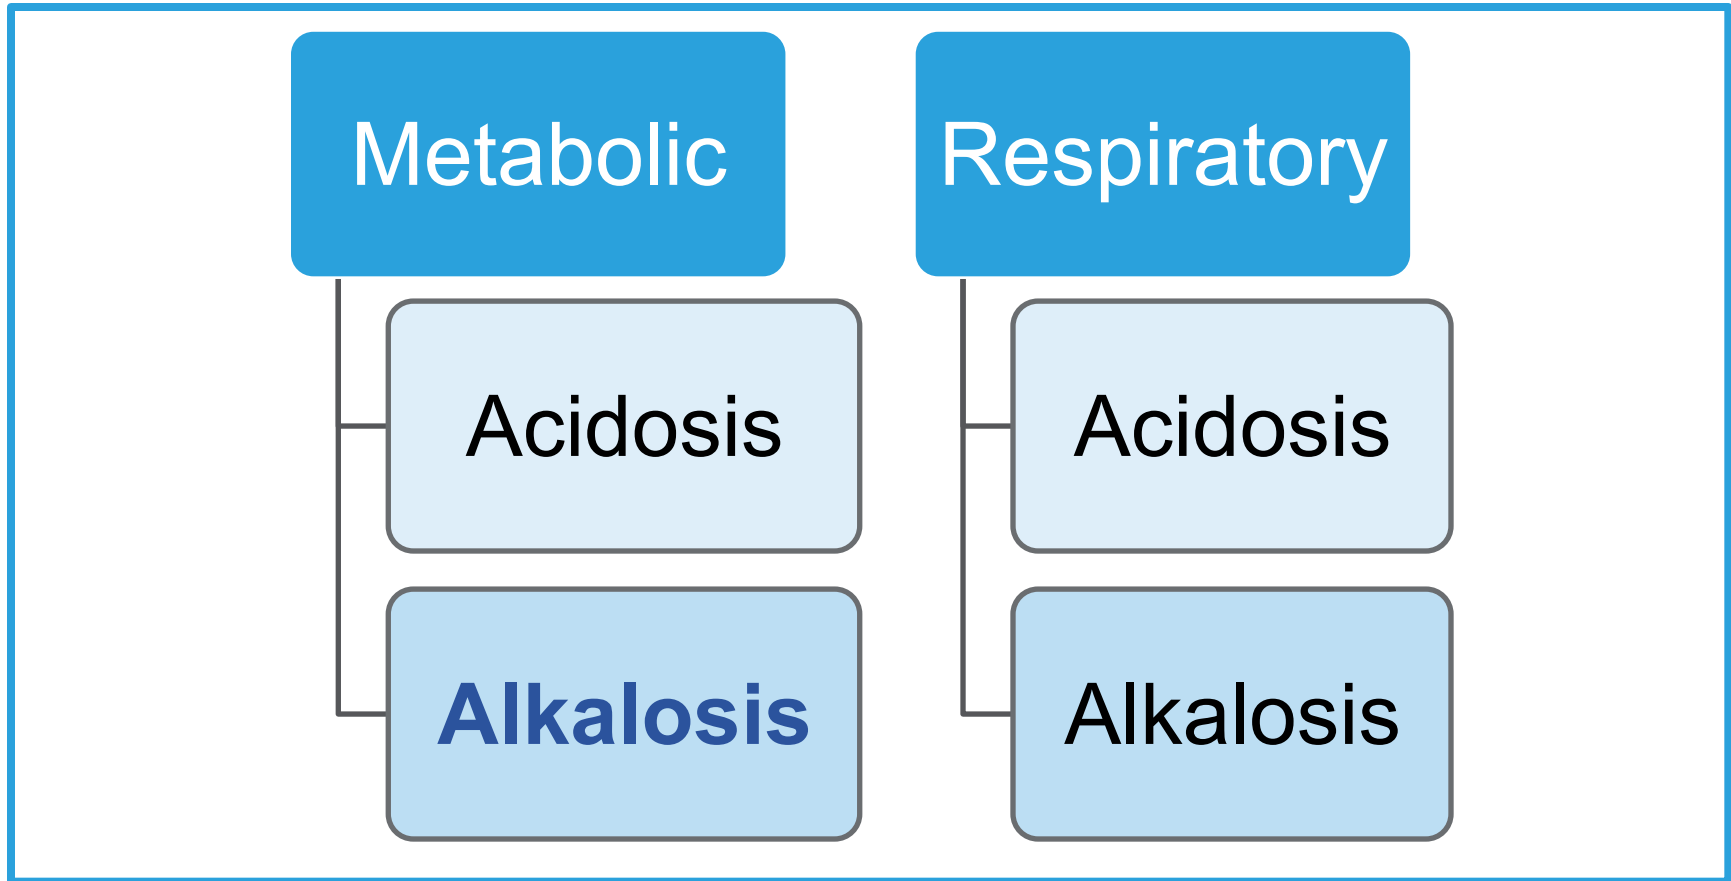 Metabolic
Acidosis
Alkalosis
Respiratory
Acidosis
Alkalosis